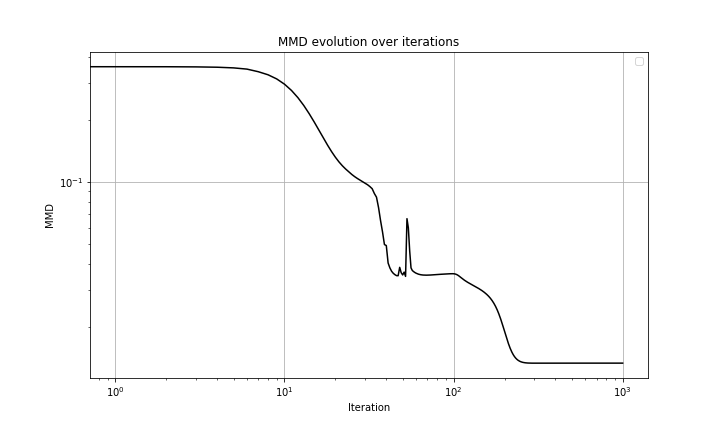 MMD evolution over iterations
MMD
10⁻¹
10⁰ 10¹ 10² 10³
Iteration